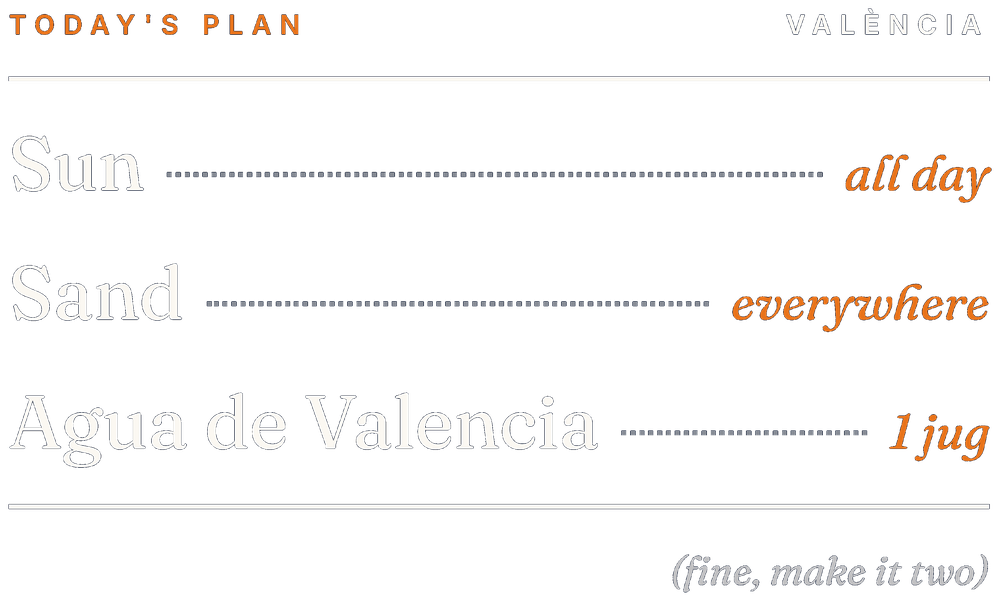 TODAY'S PLAN VALÈNCIA
Sun all day
Sand everywhere
Agua de Valencia 1 jug
(fine, make it two)